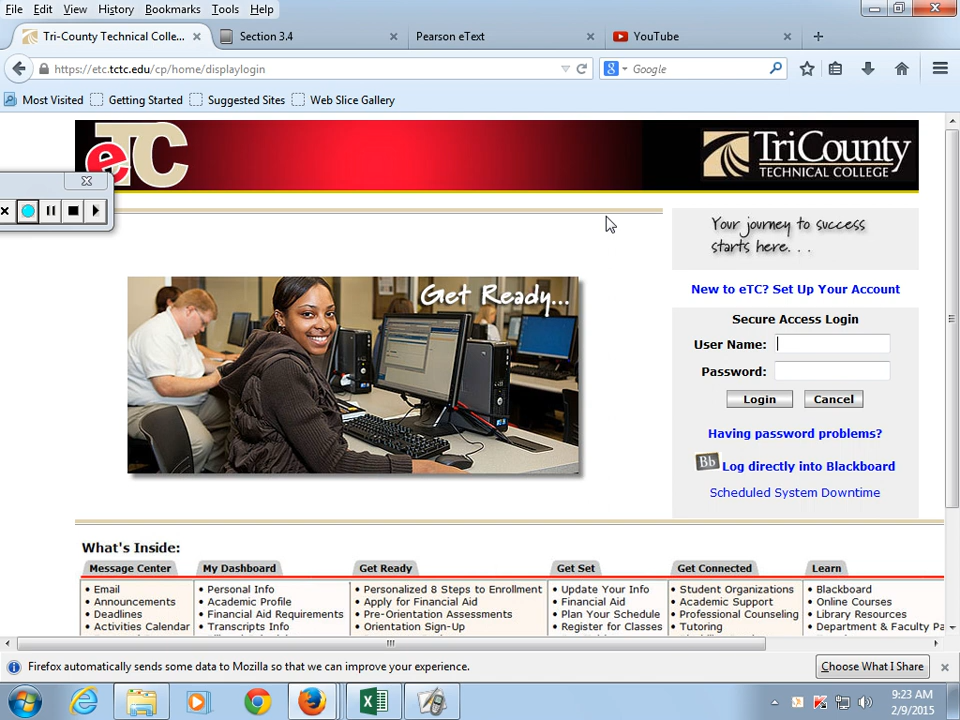 File Edit View History Bookmarks Tools Help
Tri-County Technical Colle... Section 3.4 Pearson eText YouTube
https://etc.tctc.edu/cp/home/displaylogin Google
Most Visited Getting Started Suggested Sites Web Slice Gallery
eTC TriCounty
TECHNICAL COLLEGE
Your journey to success
starts here. . .
Get Ready...
New to eTC? Set Up Your Account
Secure Access Login
User Name:
Password:
Login Cancel
Having password problems?
Bb Log directly into Blackboard
Scheduled System Downtime
What's Inside:
Message Center My Dashboard Get Ready Get Set Get Connected Learn
• Email • Personal Info • Personalized 8 Steps to Enrollment • Update Your Info • Student Organizations • Blackboard
• Announcements • Academic Profile • Apply for Financial Aid • Financial Aid • Academic Support • Online Courses
• Deadlines • Financial Aid Requirements • Pre-Orientation Assessments • Plan Your Schedule • Professional Counseling • Library Resources
• Activities Calendar • Transcripts Info • Orientation Sign-Up • Register for Classes • Tutoring • Department & Faculty Pa
Firefox automatically sends some data to Mozilla so that we can improve your experience. Choose What I Share
9:23 AM
2/9/2015